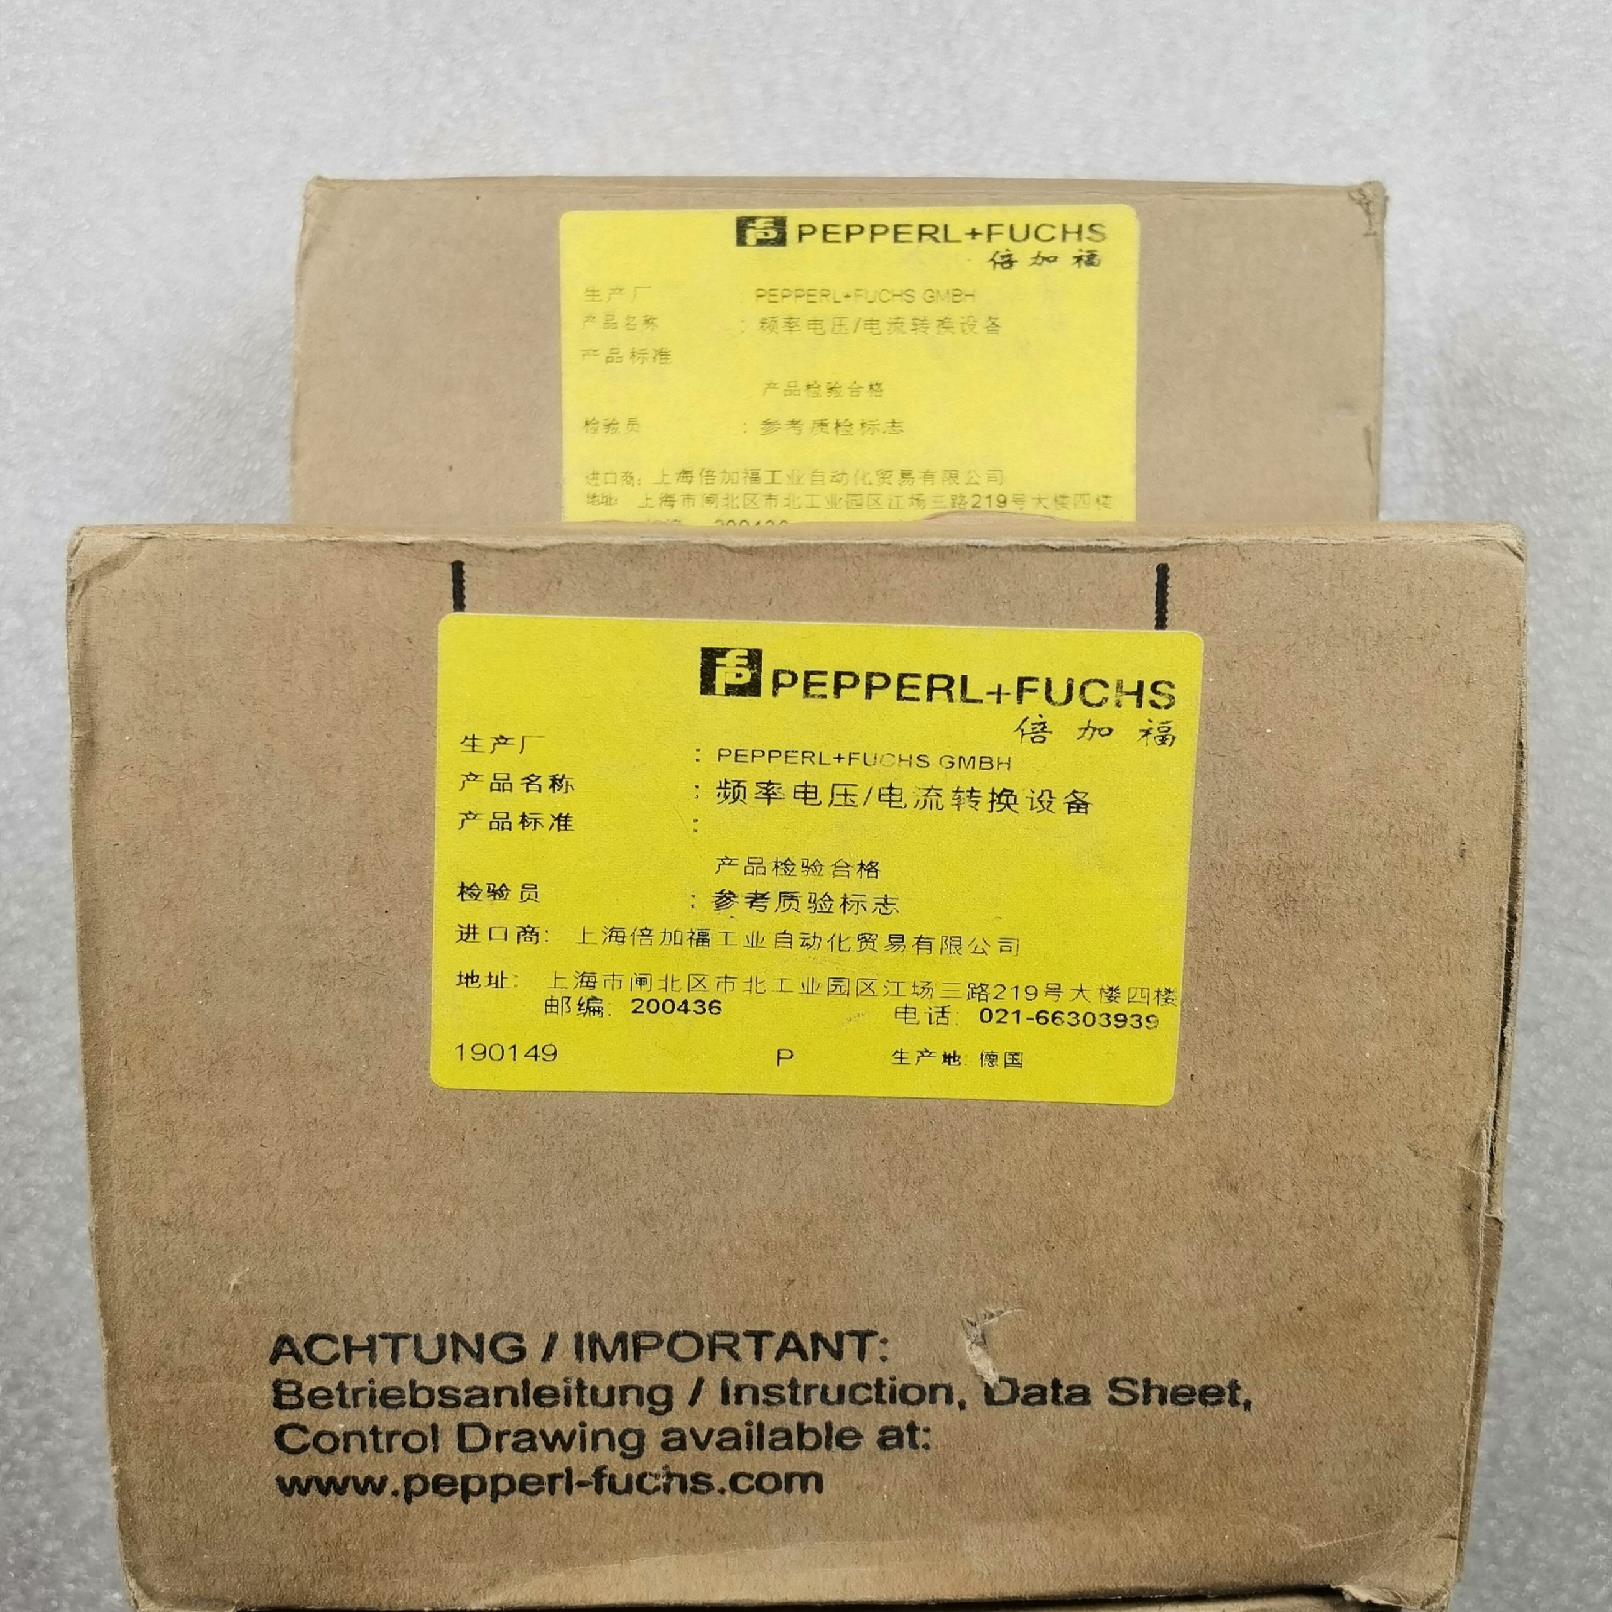 PEPPERL+FUCHS
倍加福
生产厂 : PEPPERL+FUCHS GMBH
产品名称 : 频率电压/电流转换设备
产品标准
产品检验合格
检验员 : 参考质检标志
进口商: 上海倍加福工业自动化贸易有限公司
地址: 上海市闸北区市北工业园区江场三路219号大楼四楼
PEPPERL+FUCHS
倍加福
生产厂 : PEPPERL+FUCHS GMBH
产品名称 : 频率电压/电流转换设备
产品标准 :
产品检验合格
检验员 : 参考质验标志
进口商: 上海倍加福工业自动化贸易有限公司
地址: 上海市闸北区市北工业园区江场三路219号大楼四楼
邮编: 200436 电话: 021-66303939
190149 P 生产地: 德国
ACHTUNG / IMPORTANT:
Betriebsanleitung / Instruction, Data Sheet,
Control Drawing available at:
www.pepperl-fuchs.com